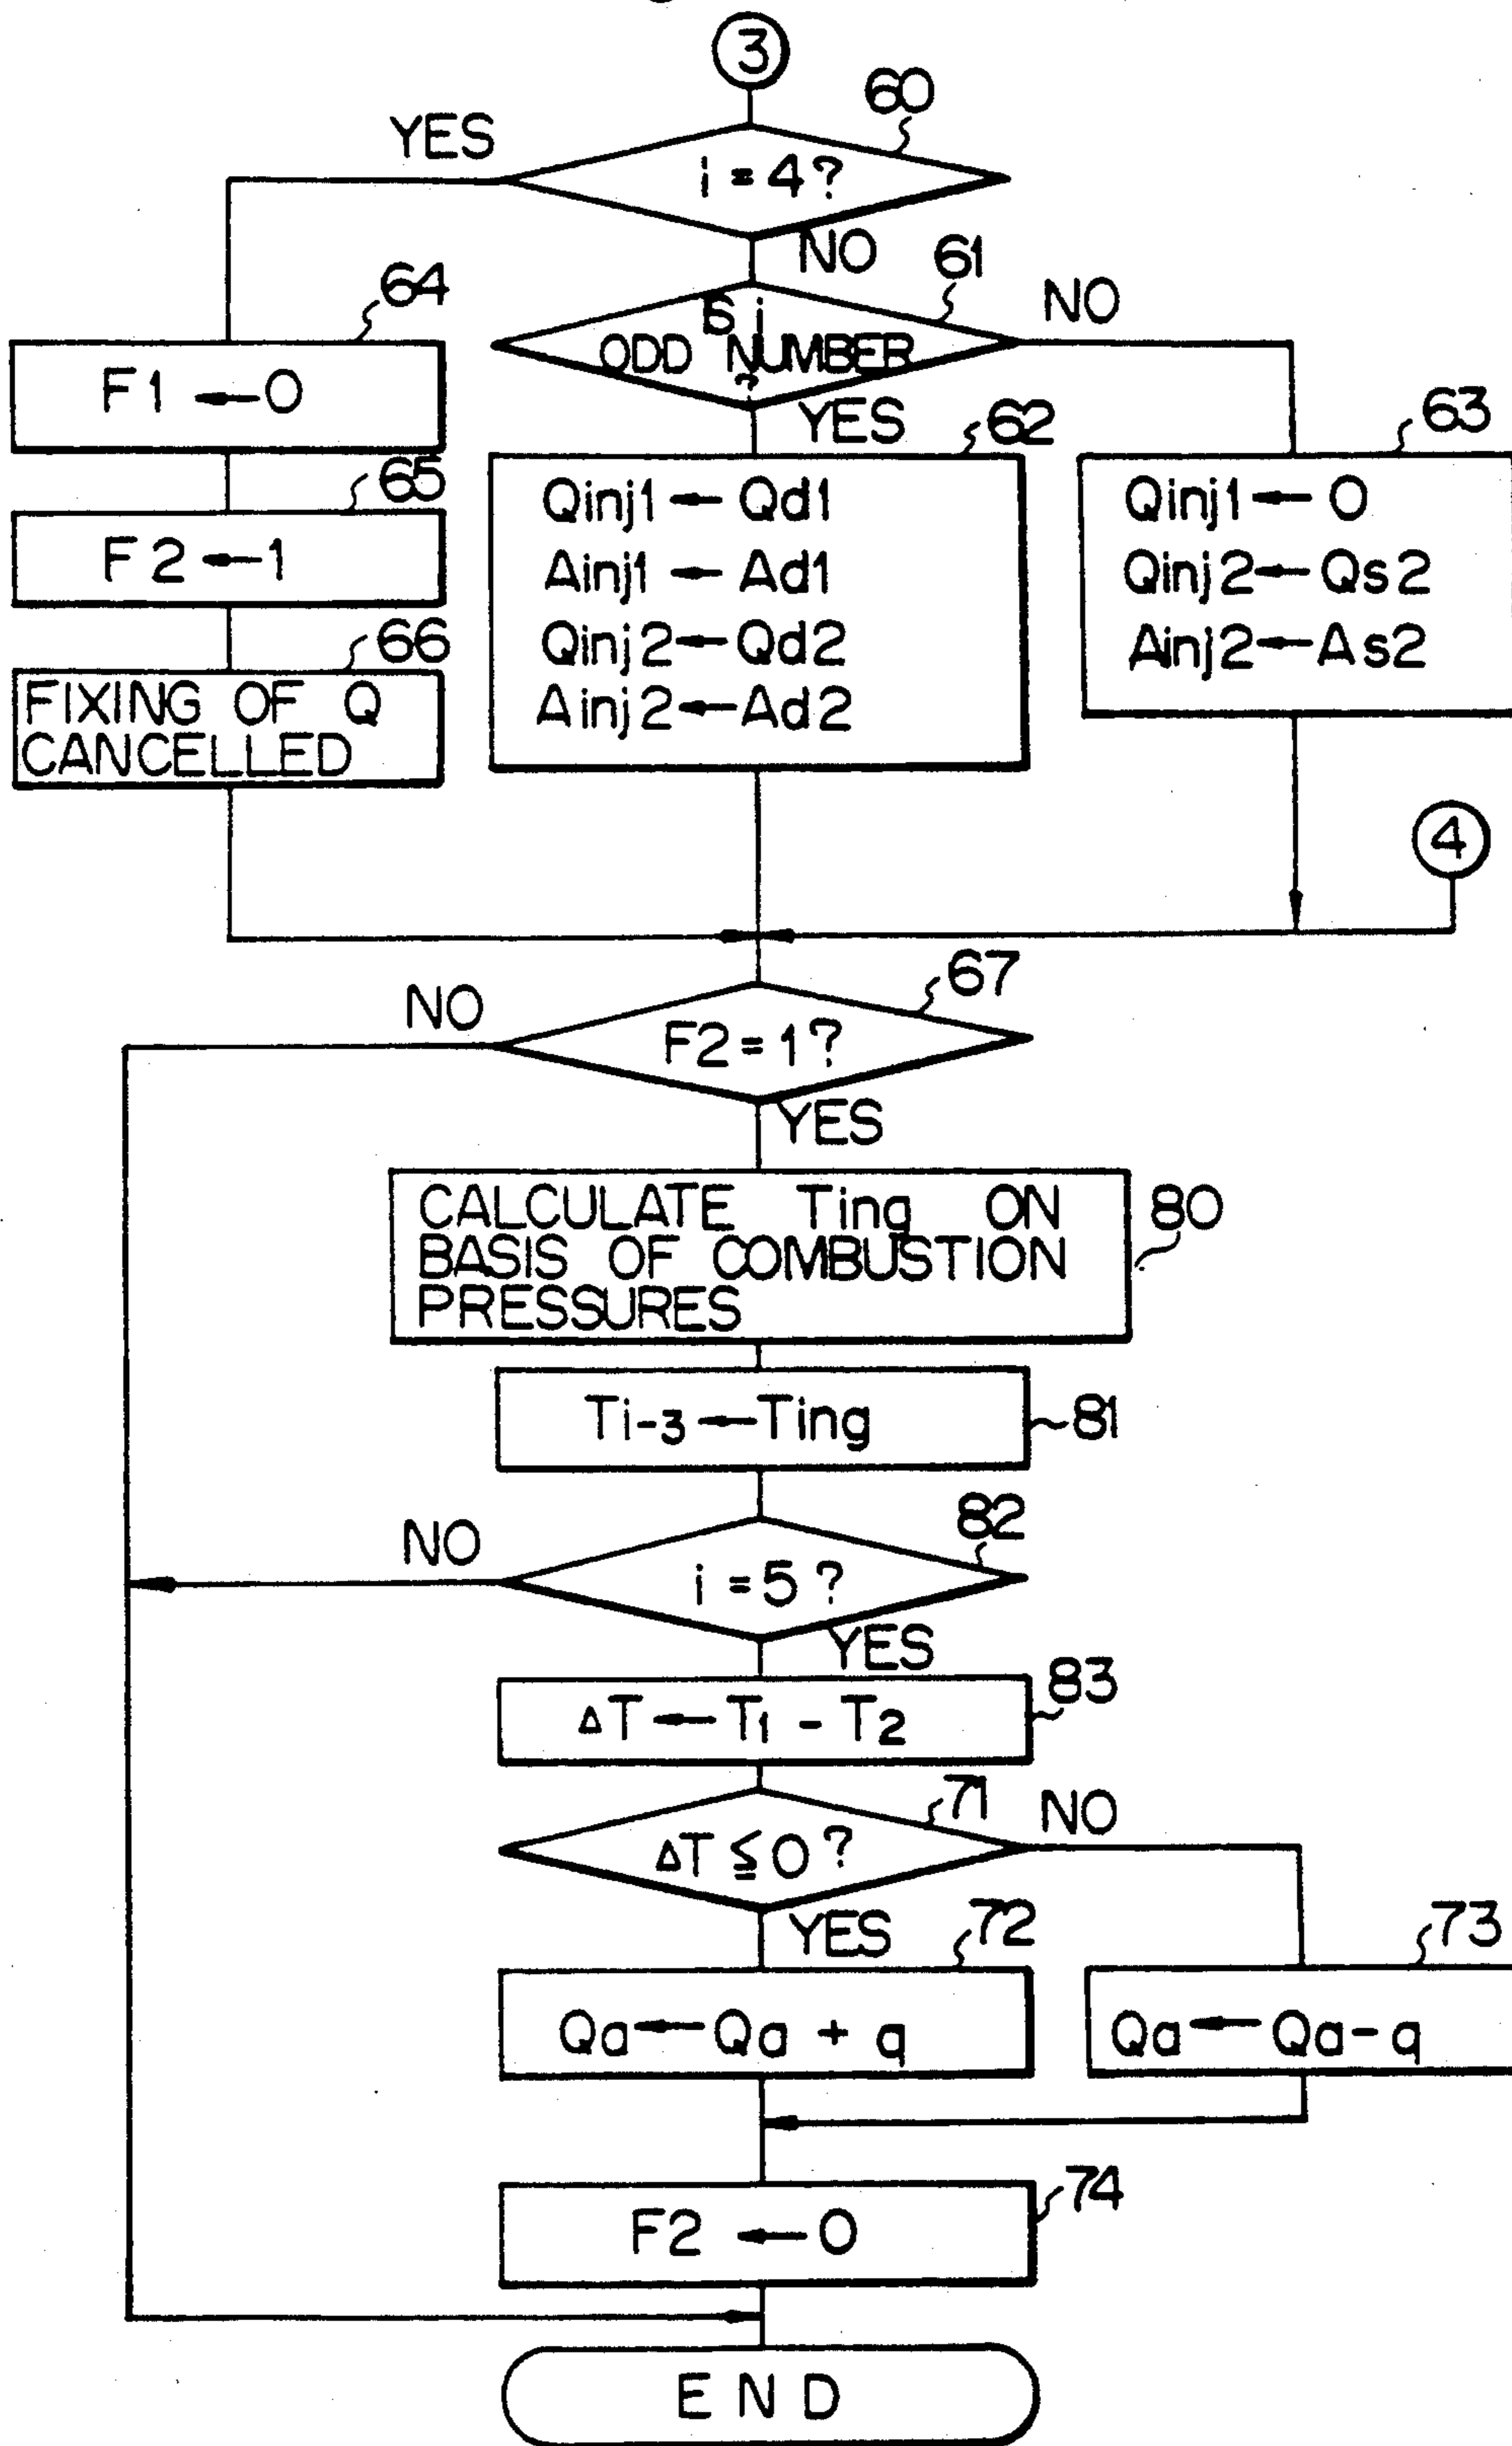 3
60
YES
i = 4 ?
NO
61
64
IS i
NO
ODD NUMBER
?
F1 ← 0
YES
62
63
65
Qinj1 ← Qd1
Ainj1 ← Ad1
Qinj2 ← Qd2
Ainj2 ← Ad2
Qinj1 ← 0
Qinj2 ← Qs2
Ainj2 ← As2
F2 ← 1
66
FIXING OF Q
CANCELLED
4
67
NO
F2 = 1 ?
YES
CALCULATE Ting ON
BASIS OF COMBUSTION
PRESSURES
80
Ti-3 ← Ting
81
82
NO
i = 5 ?
YES
83
ΔT ← T1 - T2
71
NO
ΔT ≦ 0 ?
YES
72
73
Qa ← Qa + q
Qa ← Qa - q
74
F2 ← 0
END